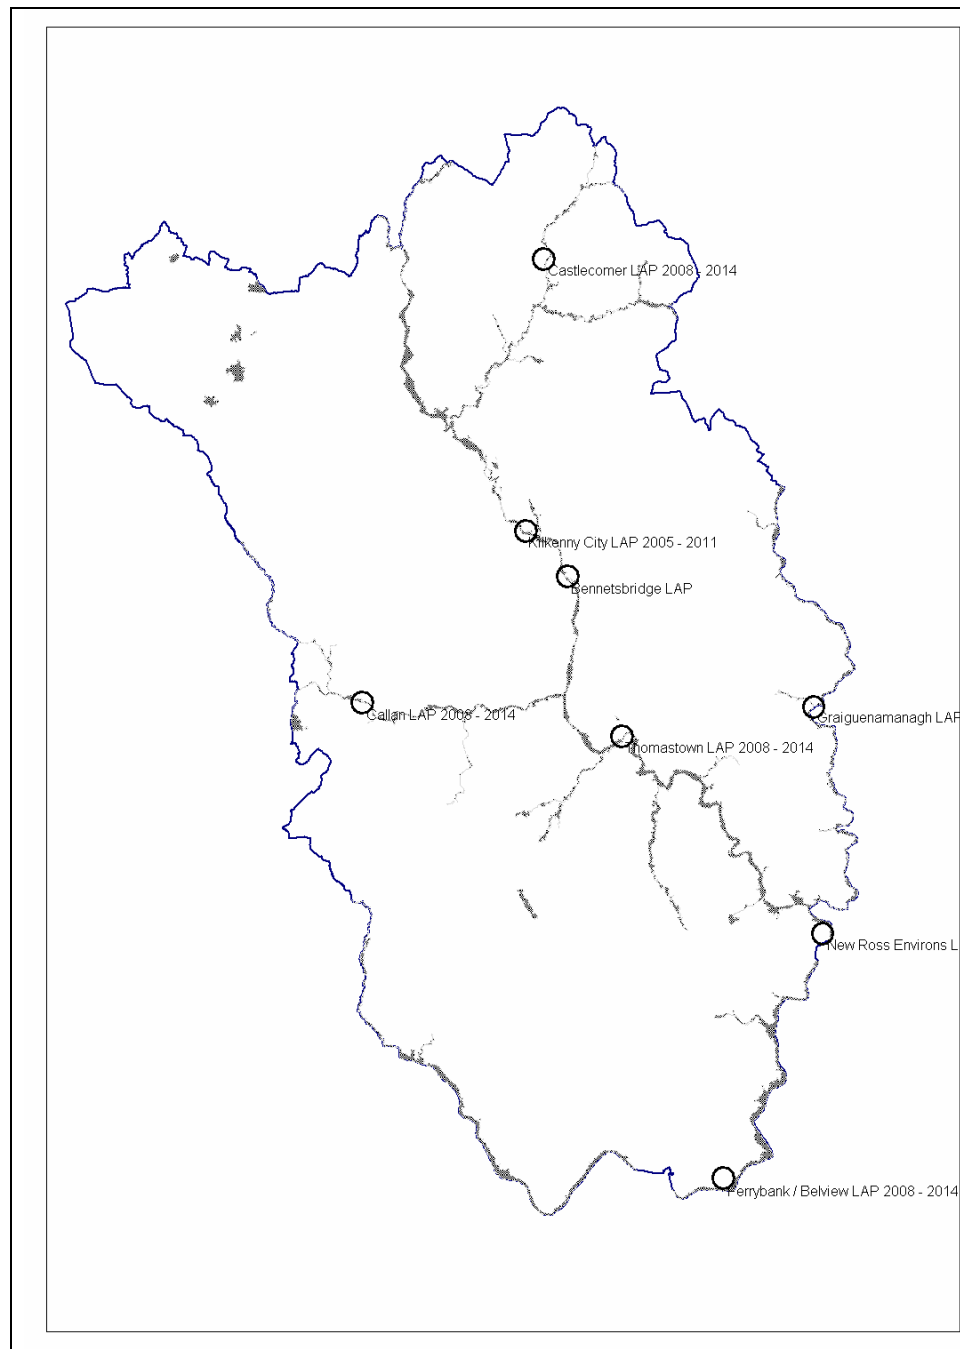 Castlecomer LAP 2008 - 2014
Kilkenny City LAP 2005 - 2011
Bennetsbridge LAP
Callan LAP 2008 - 2014
Graiguenamanagh LAP
Thomastown LAP 2008 - 2014
New Ross Environs L
Ferrybank / Belview LAP 2008 - 2014